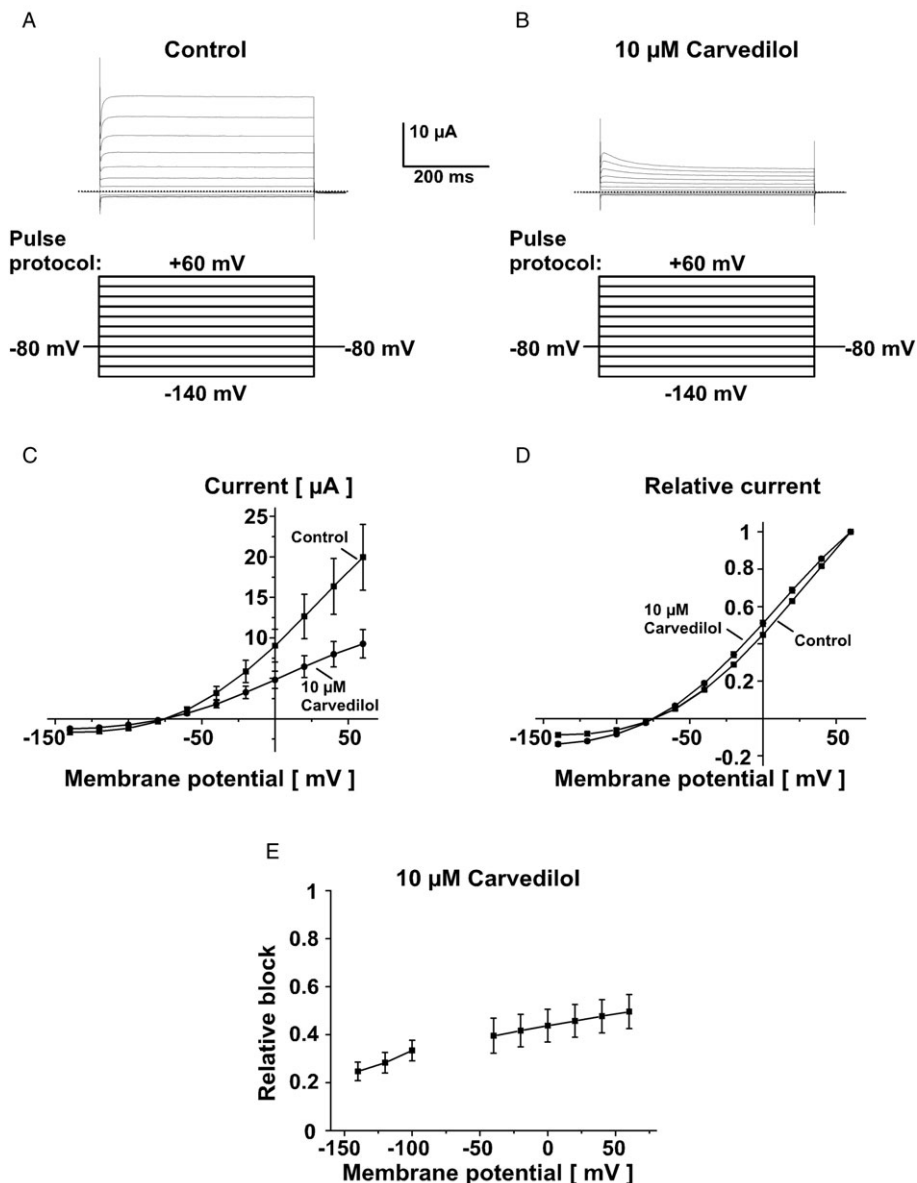 A
B
Control
10 µM Carvedilol
10 µA
200 ms
Pulse
protocol:
+60 mV
-80 mV
-80 mV
-140 mV
Pulse
protocol:
+60 mV
-80 mV
-80 mV
-140 mV
C
D
Current [ µA ]
25
20
15
10
Control
10 µM
Carvedilol
-150
-50
50
Membrane potential [ mV ]
Relative current
1
0.8
0.6
0.4
0.2
-0.2
10 µM
Carvedilol
Control
-150
-50
50
Membrane potential [ mV ]
E
10 µM Carvedilol
Relative block
1
0.8
0.6
0.4
0.2
0
-150
-100
-50
0
50
Membrane potential [ mV ]